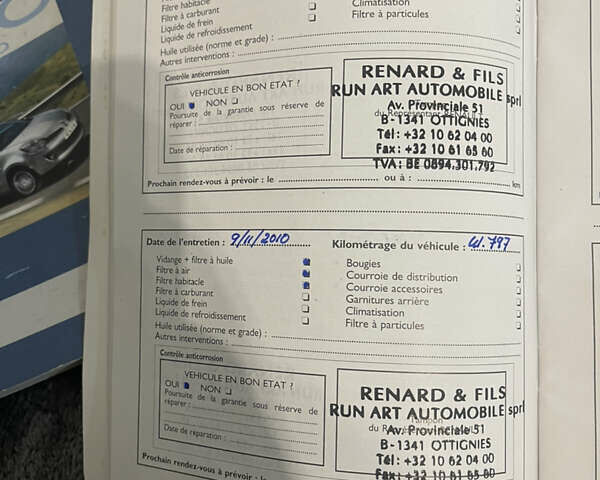 Filtre habitacle
Filtre à carburant
Liquide de frein
Liquide de refroidissement
Climatisation
Filtre à particules
Huile utilisée (norme et grade) :
Autres interventions :
Contrôle anticorrosion
VEHICULE EN BON ETAT ?
OUI NON
Poursuite de la garantie sous réserve de
réparer :
Date de réparation :
RENARD & FILS
RUN ART AUTOMOBILE sprl
Av. Provinciale 51
B-1341 OTTIGNIES
Tél: +32 10 62 04 00
Fax: +32 10 61 65 60
TVA: BE 0894.301.792
Prochain rendez-vous à prévoir : le ou à : km
Date de l'entretien : 9/11/2010 Kilométrage du véhicule :
Vidange + filtre à huile
Filtre à air
Filtre habitacle
Filtre à carburant
Liquide de frein
Liquide de refroidissement
Bougies
Courroie de distribution
Courroie accessoires
Garnitures arrière
Climatisation
Filtre à particules
Huile utilisée (norme et grade) :
Autres interventions :
Contrôle anticorrosion
VEHICULE EN BON ETAT ?
OUI NON
Poursuite de la garantie sous réserve de
réparer :
Date de réparation :
RENARD & FILS
RUN ART AUTOMOBILE sprl
Tampon
Av. Provinciale 51
B-1341 OTTIGNIES
Tél: +32 10 62 04 00
Fax: +32 10 61 65 60
Prochain rendez-vous à prévoir : le